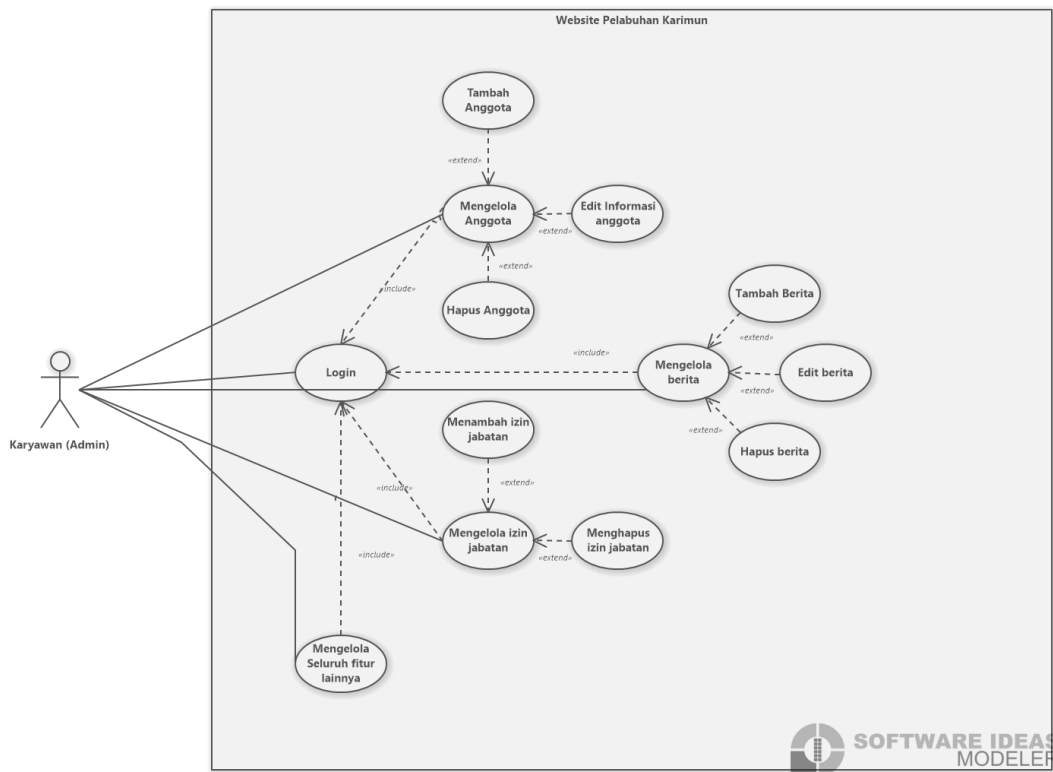 Website Pelabuhan Karimun
Tambah
Anggota
«extend»
Mengelola
Anggota
Edit Informasi
anggota
«extend»
«extend»
«include»
Hapus Anggota
Tambah Berita
«extend»
«include»
Login
Mengelola
berita
Edit berita
«extend»
«extend»
Hapus berita
Karyawan (Admin)
Menambah izin
jabatan
«extend»
«include»
Mengelola izin
jabatan
Menghapus
izin jabatan
«extend»
«include»
Mengelola
Seluruh fitur
lainnya
SOFTWARE IDEAS
MODELER